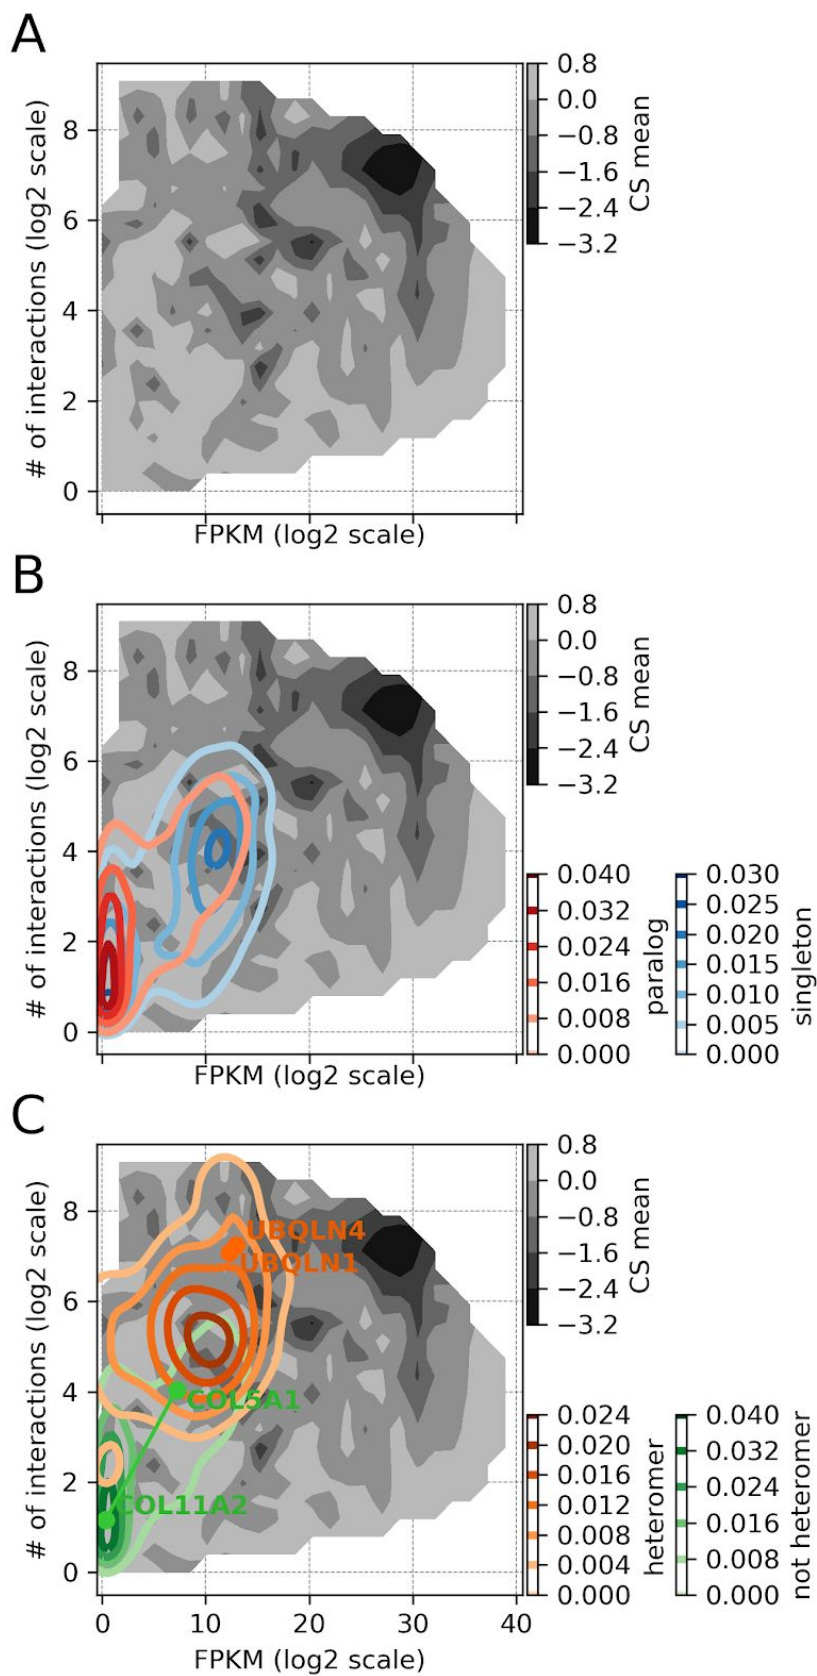 A
# of interactions (log2 scale)
8
6
4
2
0
FPKM (log2 scale)
0.8
0.0
−0.8
−1.6
−2.4
−3.2
CS mean
B
# of interactions (log2 scale)
8
6
4
2
0
FPKM (log2 scale)
0.8
0.0
−0.8
−1.6
−2.4
−3.2
CS mean
0.040
0.032
0.024
0.016
0.008
0.000
paralog
0.030
0.025
0.020
0.015
0.010
0.005
0.000
singleton
C
# of interactions (log2 scale)
8
6
4
2
0
UBQLN4
UBQLN1
COL5A1
COL11A2
0 10 20 30 40
FPKM (log2 scale)
0.8
0.0
−0.8
−1.6
−2.4
−3.2
CS mean
0.024
0.020
0.016
0.012
0.008
0.004
0.000
heteromer
0.040
0.032
0.024
0.016
0.008
0.000
not heteromer